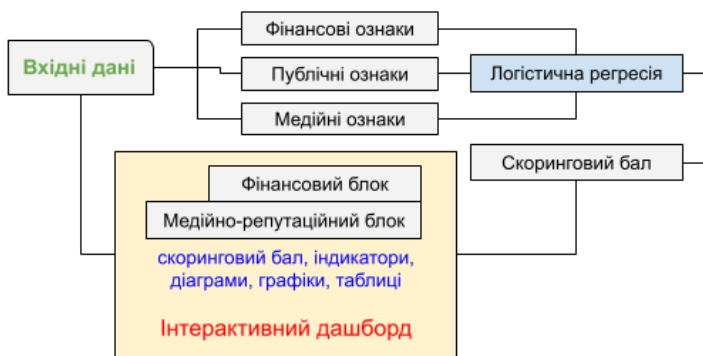 Вхідні дані
Фінансові ознаки
Публічні ознаки
Медійні ознаки
Логістична регресія
Скоринговий бал
Фінансовий блок
Медійно-репутаційний блок
скоринговий бал, індикатори,
діаграми, графіки, таблиці
Інтерактивний дашборд